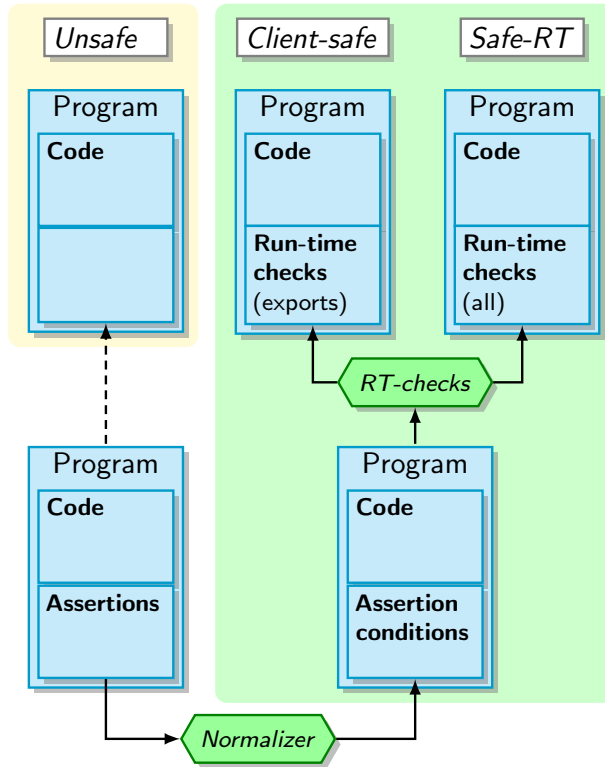 Unsafe
Client-safe
Safe-RT
Program
Code
Program
Code
Run-time
checks
(exports)
Program
Code
Run-time
checks
(all)
RT-checks
Program
Code
Assertions
Program
Code
Assertion
conditions
Normalizer